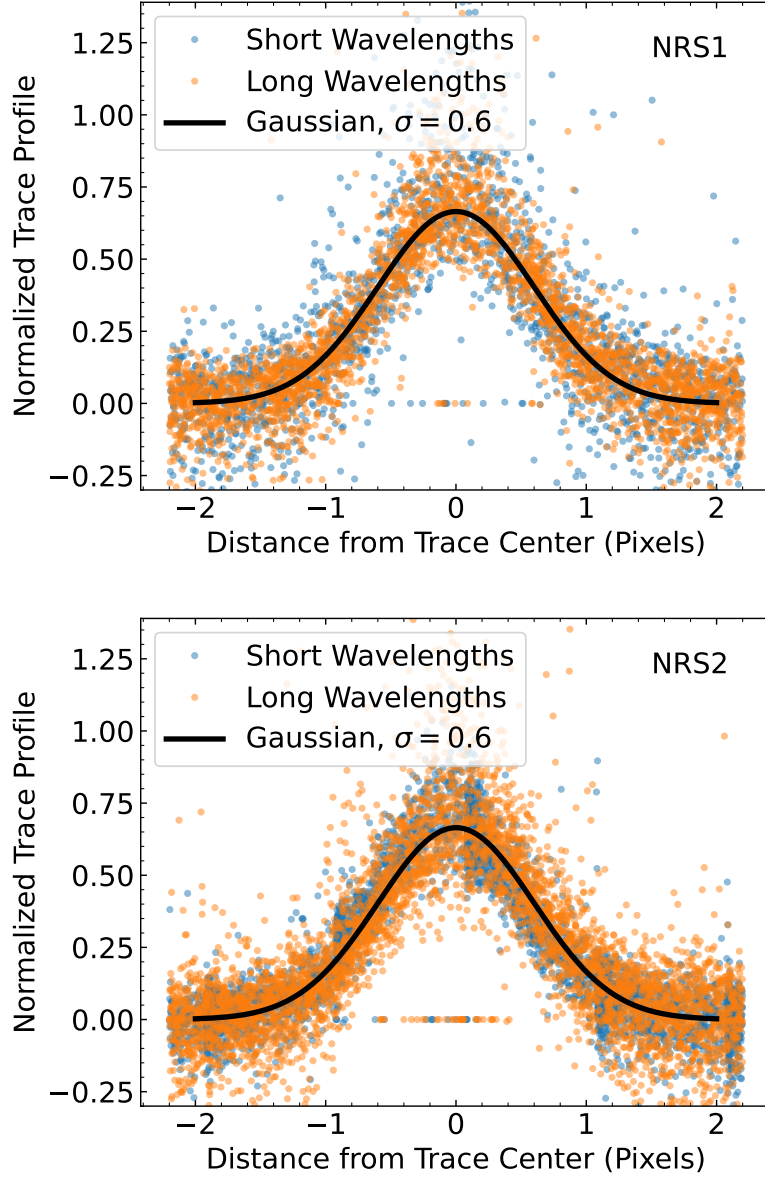 Short Wavelengths
Long Wavelengths
Gaussian, σ = 0.6
NRS1
Normalized Trace Profile
1.25
1.00
0.75
0.50
0.25
0.00
−0.25
−2 −1 0 1 2
Distance from Trace Center (Pixels)
Short Wavelengths
Long Wavelengths
Gaussian, σ = 0.6
NRS2
Normalized Trace Profile
1.25
1.00
0.75
0.50
0.25
0.00
−0.25
−2 −1 0 1 2
Distance from Trace Center (Pixels)